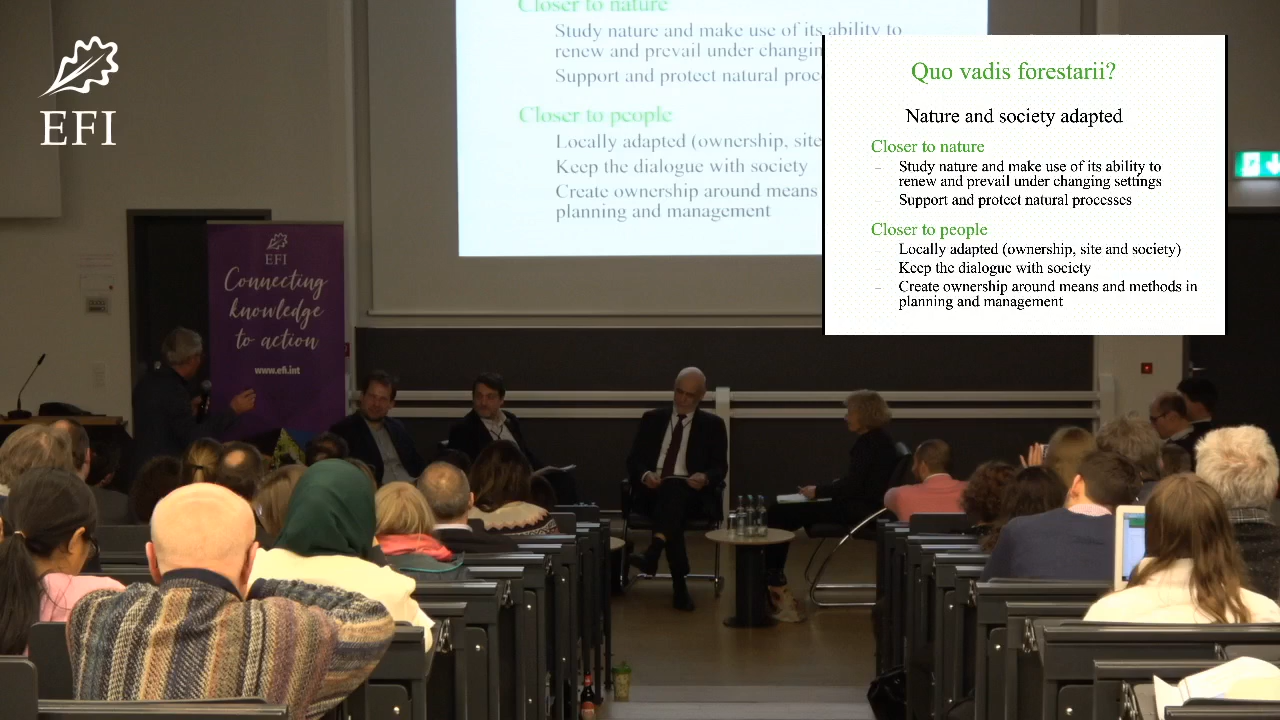 EFI
Closer to nature
Study nature and make use of its ability to
renew and prevail under changin
Support and protect natural proc
Closer to people
Locally adapted (ownership, site
Keep the dialogue with society
Create ownership around means
planning and management
Quo vadis forestarii?
Nature and society adapted
Closer to nature
– Study nature and make use of its ability to
renew and prevail under changing settings
– Support and protect natural processes
Closer to people
– Locally adapted (ownership, site and society)
– Keep the dialogue with society
– Create ownership around means and methods in
planning and management
EFI
Connecting
knowledge
to action
www.efi.int